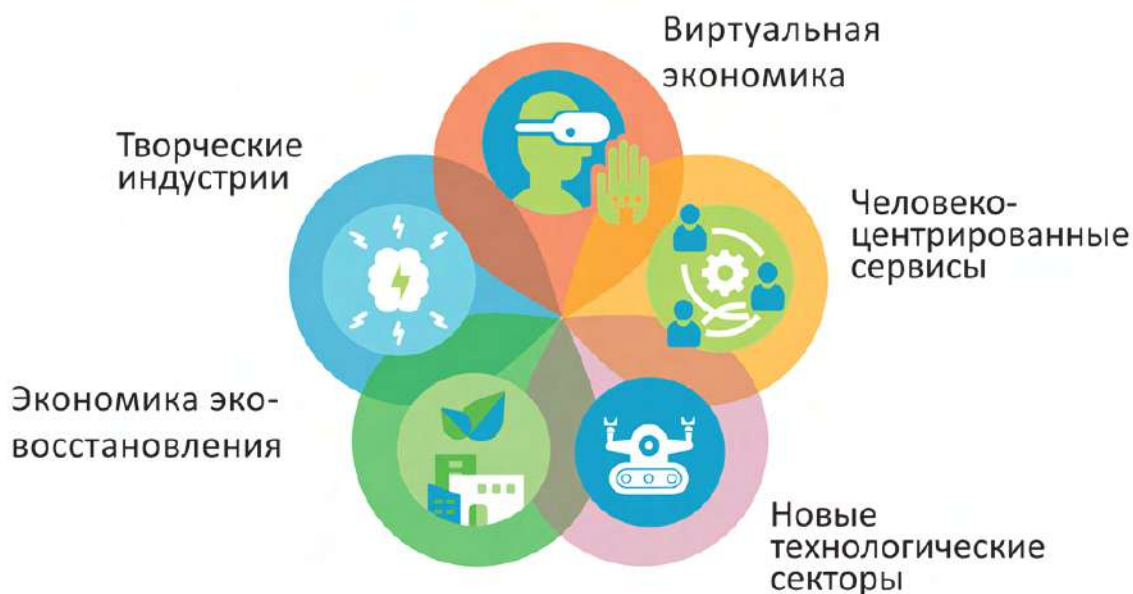 Виртуальная
экономика
Творческие
индустрии
Человеко-
центрированные
сервисы
Экономика эко-
восстановления
Новые
технологические
секторы